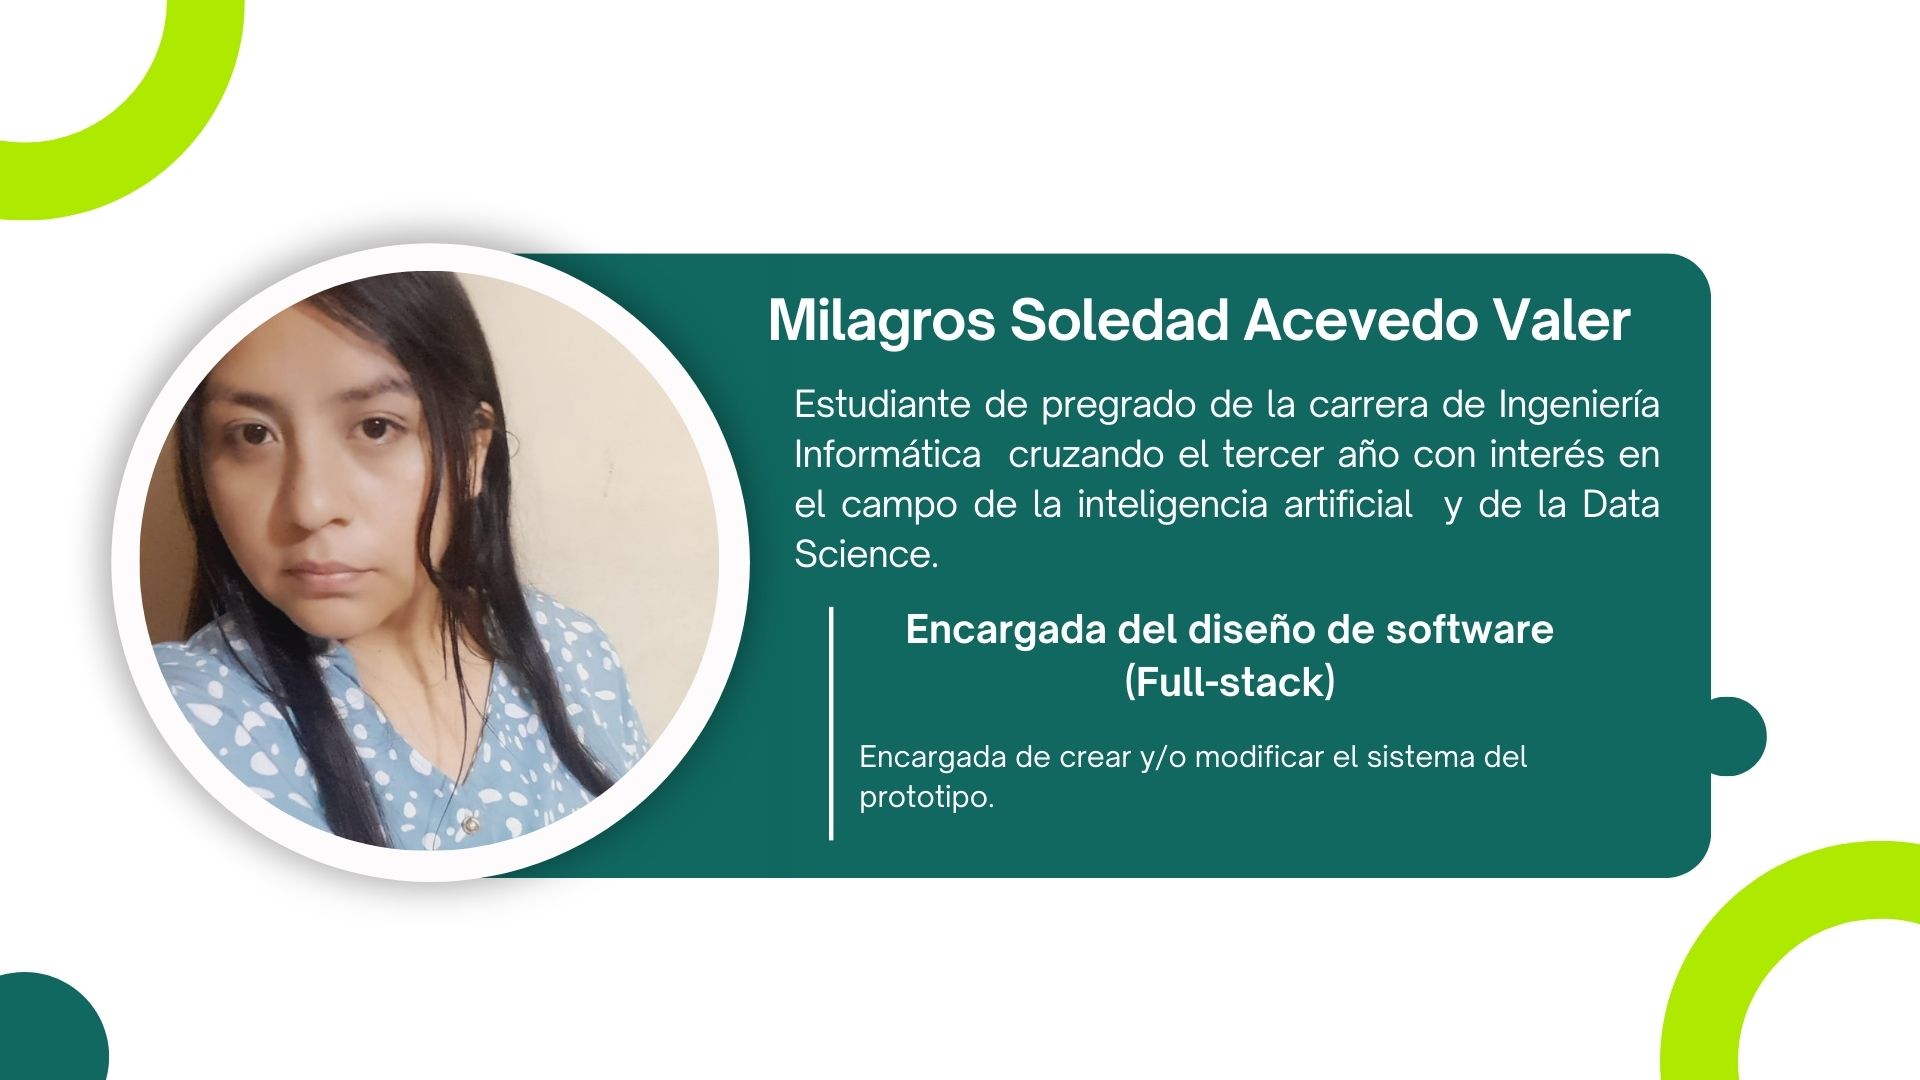 Milagros Soledad Acevedo Valer
Estudiante de pregrado de la carrera de Ingeniería
Informática cruzando el tercer año con interés en
el campo de la inteligencia artificial y de la Data
Science.
Encargada del diseño de software
(Full-stack)
Encargada de crear y/o modificar el sistema del
prototipo.